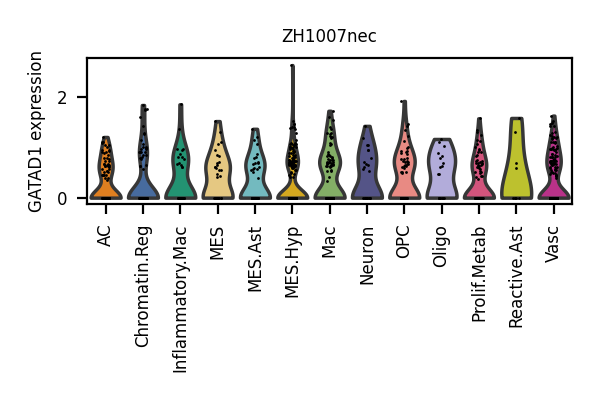 ZH1007nec
GATAD1 expression
2
0
AC
Chromatin.Reg
Inflammatory.Mac
MES
MES.Ast
MES.Hyp
Mac
Neuron
OPC
Oligo
Prolif.Metab
Reactive.Ast
Vasc